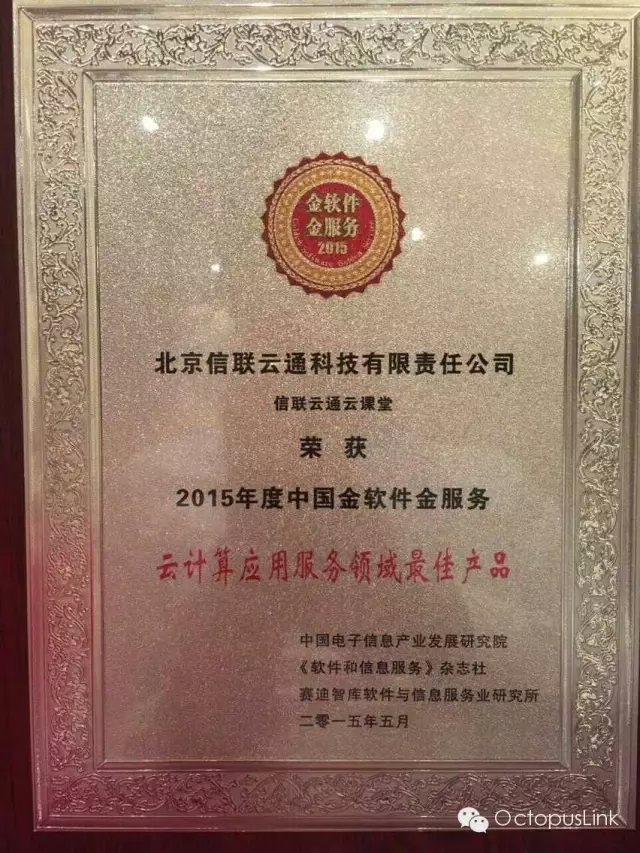 金软件
金服务
2015
Golden Software Golden Service
北京信联云通科技有限责任公司
信联云通云课堂
荣 获
2015年度中国金软件金服务
云计算应用服务领域最佳产品
中国电子信息产业发展研究院
《软件和信息服务》杂志社
赛迪智库软件与信息服务业研究所
二零一五年五月
OctopusLink